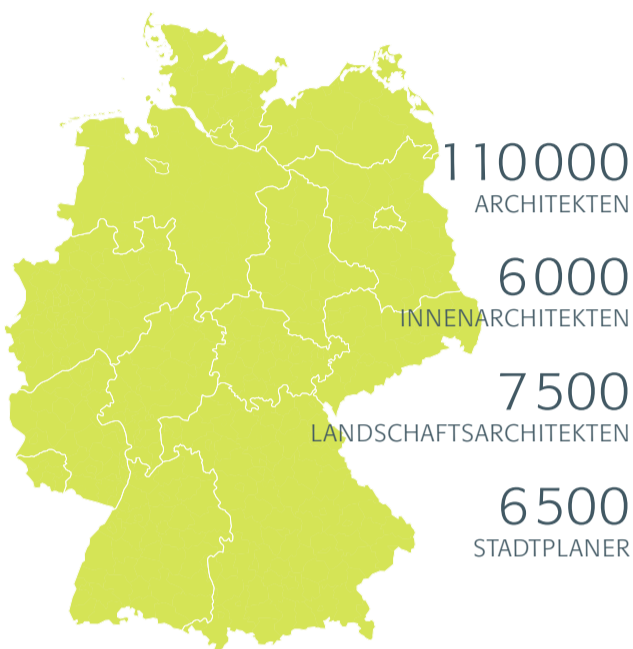 110000
ARCHITEKTEN
6000
INNENARCHITEKTEN
7500
LANDSCHAFTSARCHITEKTEN
6500
STADTPLANER